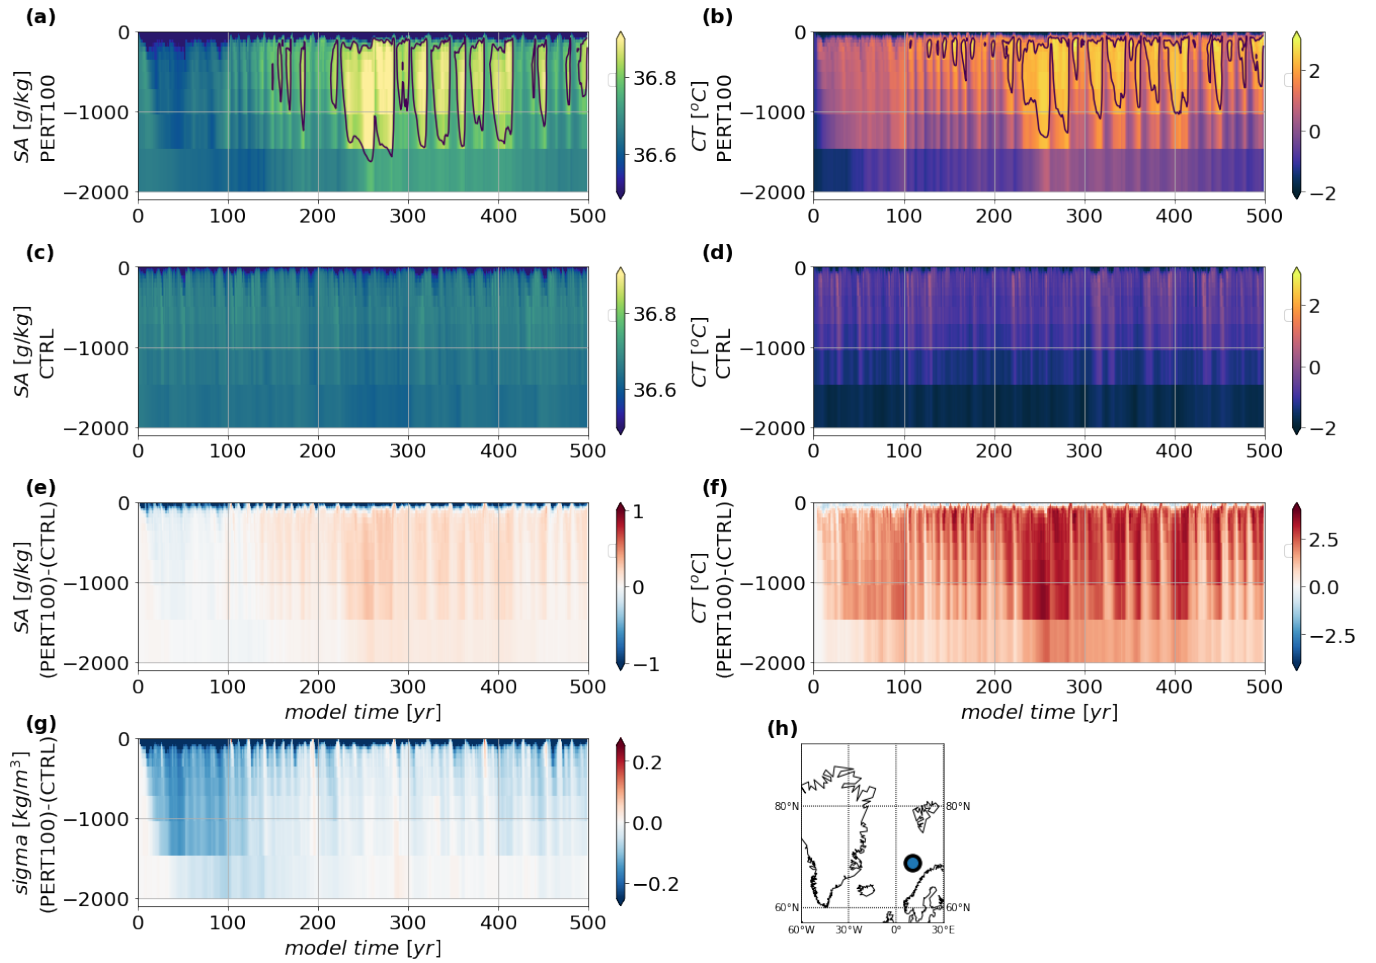 (a)
SA [g/kg]
PERT100
0
−1000
−2000
0 100 200 300 400 500
36.8
36.6
(b)
CT [°C]
PERT100
0
−1000
−2000
0 100 200 300 400 500
2
0
−2
(c)
SA [g/kg]
CTRL
0
−1000
−2000
0 100 200 300 400 500
36.8
36.6
(d)
CT [°C]
CTRL
0
−1000
−2000
0 100 200 300 400 500
2
0
−2
(e)
SA [g/kg]
(PERT100)-(CTRL)
0
−1000
−2000
0 100 200 300 400 500
model time [yr]
1
0
−1
(f)
CT [°C]
(PERT100)-(CTRL)
0
−1000
−2000
0 100 200 300 400 500
model time [yr]
2.5
0.0
−2.5
(g)
sigma [kg/m³]
(PERT100)-(CTRL)
0
−1000
−2000
0 100 200 300 400 500
model time [yr]
0.2
0.0
−0.2
(h)
80°N 80°N
60°N 60°N
60°W 30°W 0° 30°E